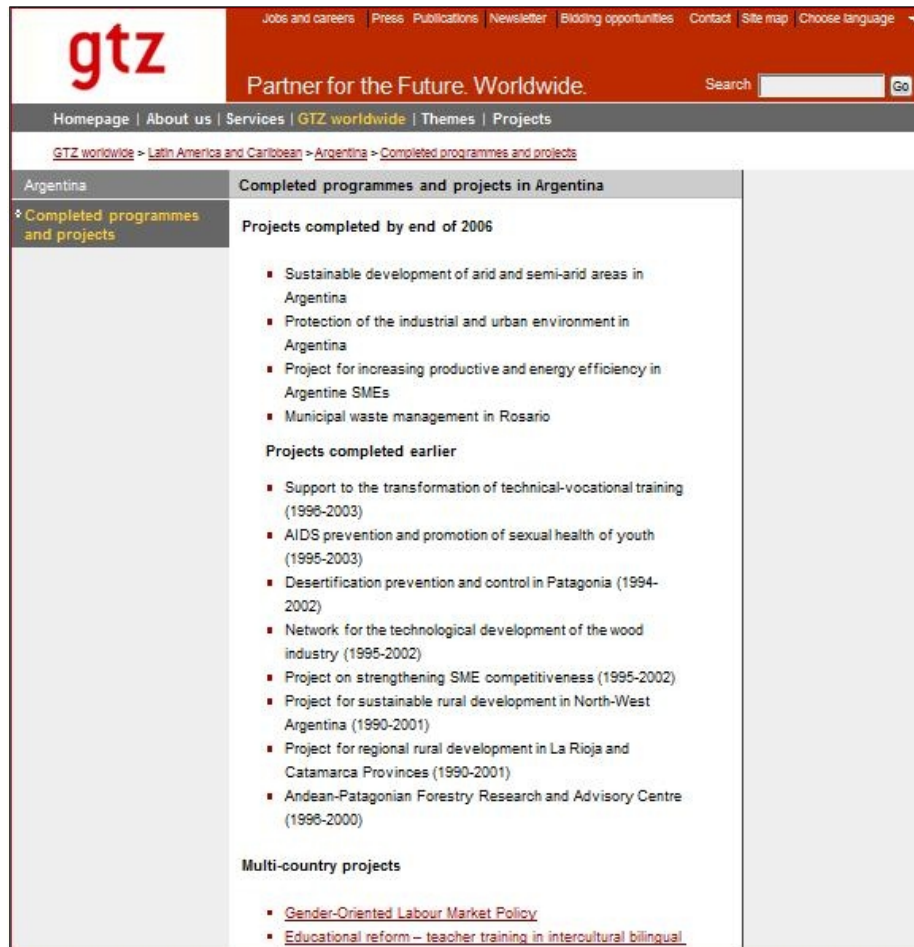 gtz
Jobs and careers | Press Publications | Newsletter | Bidding opportunities Contact | Site map | Choose language
Partner for the Future. Worldwide.
Search Go
Homepage | About us | Services | GTZ worldwide | Themes | Projects
GTZ worldwide > Latin America and Caribbean > Argentina > Completed programmes and projects
Argentina
Completed programmes
and projects
Completed programmes and projects in Argentina
Projects completed by end of 2006
Sustainable development of arid and semi-arid areas in
Argentina
Protection of the industrial and urban environment in
Argentina
Project for increasing productive and energy efficiency in
Argentine SMEs
Municipal waste management in Rosario
Projects completed earlier
Support to the transformation of technical-vocational training
(1996-2003)
AIDS prevention and promotion of sexual health of youth
(1995-2003)
Desertification prevention and control in Patagonia (1994-
2002)
Network for the technological development of the wood
industry (1995-2002)
Project on strengthening SME competitiveness (1995-2002)
Project for sustainable rural development in North-West
Argentina (1990-2001)
Project for regional rural development in La Rioja and
Catamarca Provinces (1990-2001)
Andean-Patagonian Forestry Research and Advisory Centre
(1996-2000)
Multi-country projects
Gender-Oriented Labour Market Policy
Educational reform – teacher training in intercultural bilingual